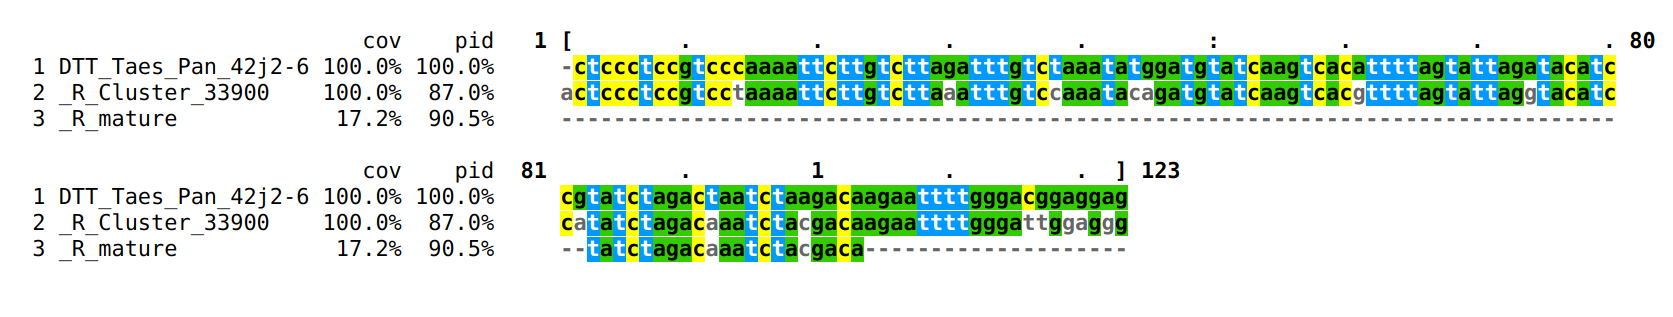 cov pid 1 [ . . . . : . . . 80
1 DTT_Taes_Pan_42j2-6 100.0% 100.0% -ctccctccgtcccaaaattcttgtcttagatttgtctaaatatggatgtatcaagtcacattttagtattagatacatc
2 _R_Cluster_33900 100.0% 87.0% actccctccgtcctaaaattcttgtcttaaatttgtccaaatacagatgtatcaagtcacgttttagtattaggtacatc
3 _R_mature 17.2% 90.5% --------------------------------------------------------------------------------
cov pid 81 . 1 . . ] 123
1 DTT_Taes_Pan_42j2-6 100.0% 100.0% cgtatctagactaatctaagacaagaattttgggacggaggag
2 _R_Cluster_33900 100.0% 87.0% catatctagacaaatctacgacaagaattttgggattggaggg
3 _R_mature 17.2% 90.5% --tatctagacaaatctacgaca--------------------